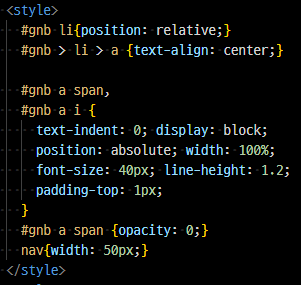 <style>
#gnb li{position: relative;}
#gnb > li > a {text-align: center;}
#gnb a span,
#gnb a i {
text-indent: 0; display: block;
position: absolute; width: 100%;
font-size: 40px; line-height: 1.2;
padding-top: 1px;
}
#gnb a span {opacity: 0;}
nav{width: 50px;}
</style>